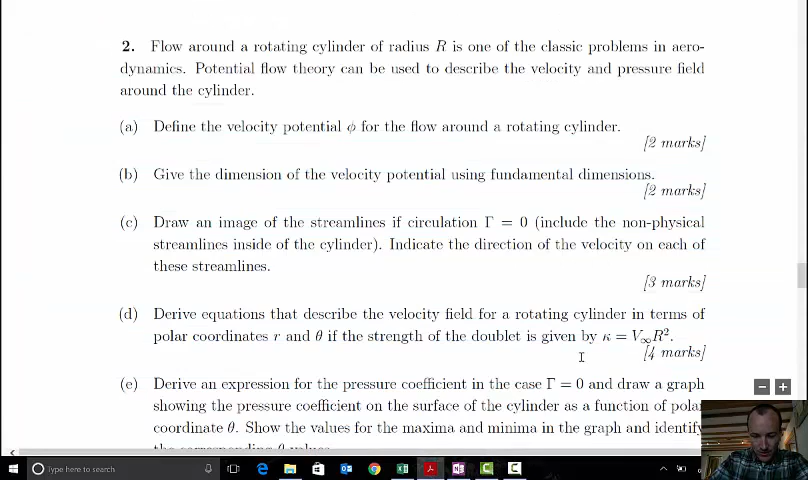 2. Flow around a rotating cylinder of radius R is one of the classic problems in aero-
dynamics. Potential flow theory can be used to describe the velocity and pressure field
around the cylinder.
(a) Define the velocity potential ϕ for the flow around a rotating cylinder.
[2 marks]
(b) Give the dimension of the velocity potential using fundamental dimensions.
[2 marks]
(c) Draw an image of the streamlines if circulation Γ = 0 (include the non-physical
streamlines inside of the cylinder). Indicate the direction of the velocity on each of
these streamlines.
[3 marks]
(d) Derive equations that describe the velocity field for a rotating cylinder in terms of
polar coordinates r and θ if the strength of the doublet is given by κ = V∞R².
[4 marks]
(e) Derive an expression for the pressure coefficient in the case Γ = 0 and draw a graph
showing the pressure coefficient on the surface of the cylinder as a function of polar
coordinate θ. Show the values for the maxima and minima in the graph and identify
the corresponding θ values.
Type here to search